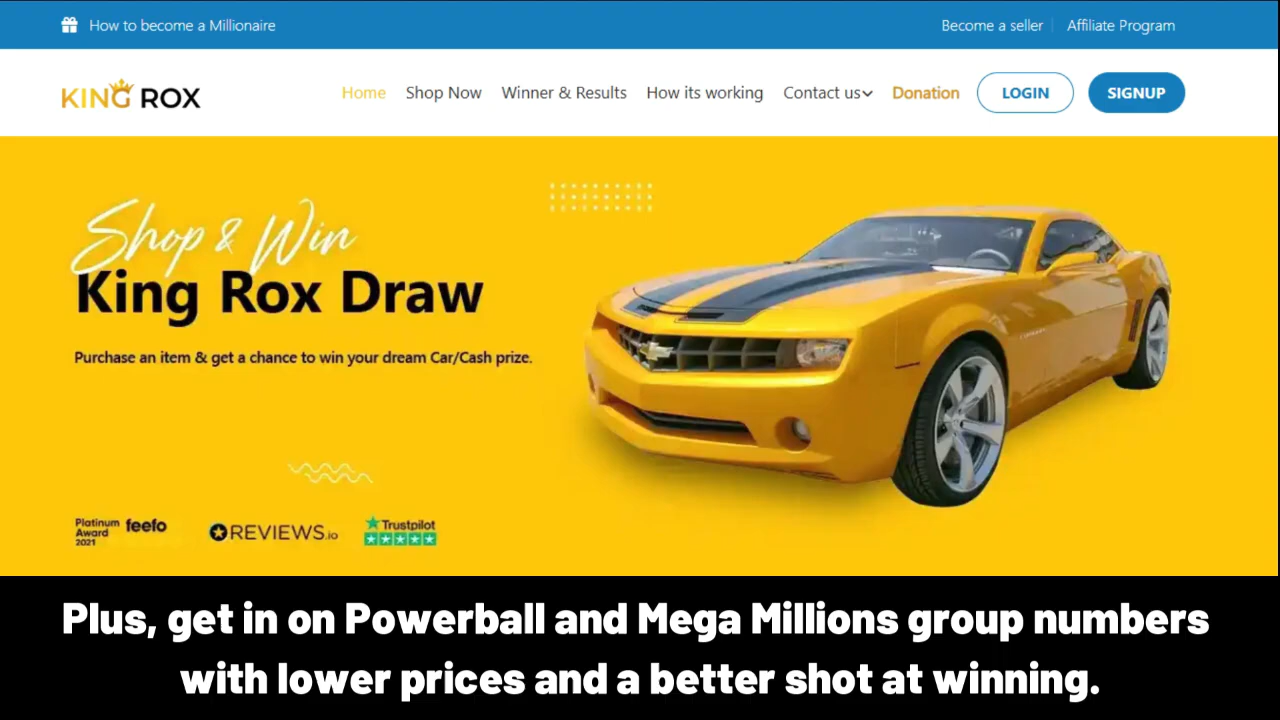 How to become a Millionaire
Become a seller
Affiliate Program
KING ROX
Home
Shop Now
Winner & Results
How its working
Contact us
Donation
LOGIN
SIGNUP
Shop & Win
King Rox Draw
Purchase an item & get a chance to win your dream Car/Cash prize.
Platinum
Award
2021
feefo
REVIEWS.io
Trustpilot
Plus, get in on Powerball and Mega Millions group numbers
with lower prices and a better shot at winning.